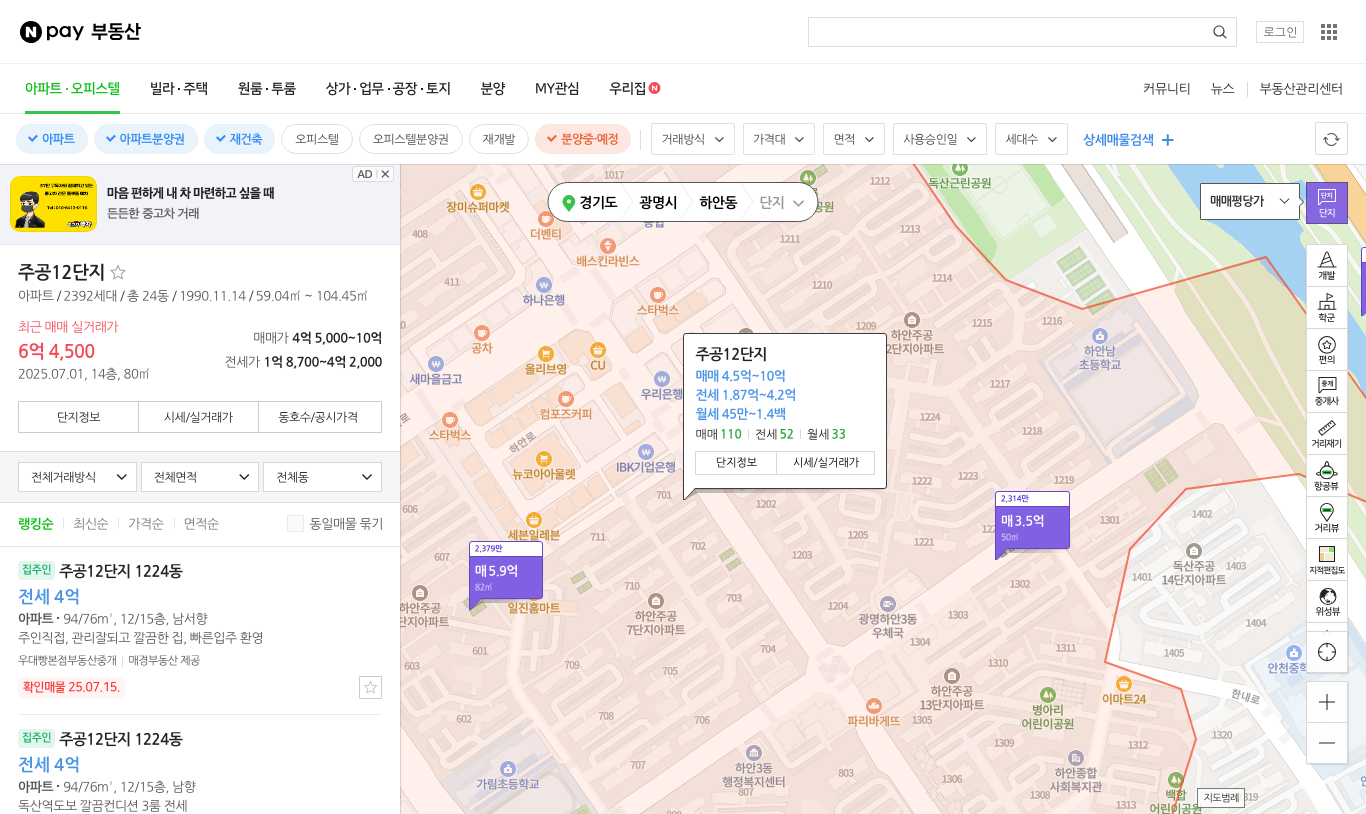 N pay 부동산
로그인
아파트·오피스텔
빌라·주택
원룸·투룸
상가·업무·공장·토지
분양
MY관심
우리집 N
커뮤니티
뉴스
부동산관리센터
아파트
아파트분양권
재건축
오피스텔
오피스텔분양권
재개발
분양중·예정
거래방식
가격대
면적
사용승인일
세대수
상세매물검색
AD
마음 편하게 내 차 마련하고 싶을 때
든든한 중고차 거래
주공12단지
아파트 / 2392세대 / 총 24동 / 1990.11.14 / 59.04㎡ ~ 104.45㎡
최근 매매 실거래가
6억 4,500
2025.07.01, 14층, 80㎡
매매가 4억 5,000~10억
전세가 1억 8,700~4억 2,000
단지정보
시세/실거래가
동호수/공시가격
전체거래방식
전체면적
전체동
랭킹순
최신순
가격순
면적순
동일매물 묶기
집주인 주공12단지 1224동
전세 4억
아파트 · 94/76㎡, 12/15층, 남서향
주인직접, 관리잘되고 깔끔한 집, 빠른입주 환영
우대빵본점부동산중개
매경부동산 제공
확인매물 25.07.15.
집주인 주공12단지 1224동
전세 4억
아파트 · 94/76㎡, 12/15층, 남향
독산역도보 깔끔컨디션 3룸 전세
경기도
광명시
하안동
단지
매매평당가
단지
단지
개발
학군
편의
중개
중개사
거리재기
항공뷰
거리뷰
지적편집도
위성뷰
지도범례
주공12단지
매매 4.5억~10억
전세 1.87억~4.2억
월세 45만~1.4백
매매 110
전세 52
월세 33
단지정보
시세/실거래가
2,379만
매 5.9억
82㎡
2,314만
매 3.5억
50㎡
1017
장미슈퍼마켓
408
더벤티
배스킨라빈스
하나은행
스타벅스
409
공차
올리브영
CU
새마을금고
우리은행
컴포즈커피
스타벅스
하안로
뉴코아아울렛
IBK기업은행
701
세븐일레븐
606
607
711
702
하안주공
7단지아파트
일진홈마트
709
703
704
705
603
601
602
708
706
707
가림초등학교
하안3동
행정복지센터
807
803
파리바게뜨
독산근린공원
1212
1211
1213
1214
1210
1209
1215
1216
하안주공
하안남
초등학교
1217
1224
1218
1219
1202
1205
1221
1203
1204
1301
1302
1303
1304
1402
독산주공
14단지아파트
1401
1404
1405
광명하안3동
우체국
1310
1311
하안주공
13단지아파트
1305
병아리
어린이공원
이마트24
안천중학
한내로
1312
1306
하안종합
사회복지관
1308
1313
1320
백합
어린이공원